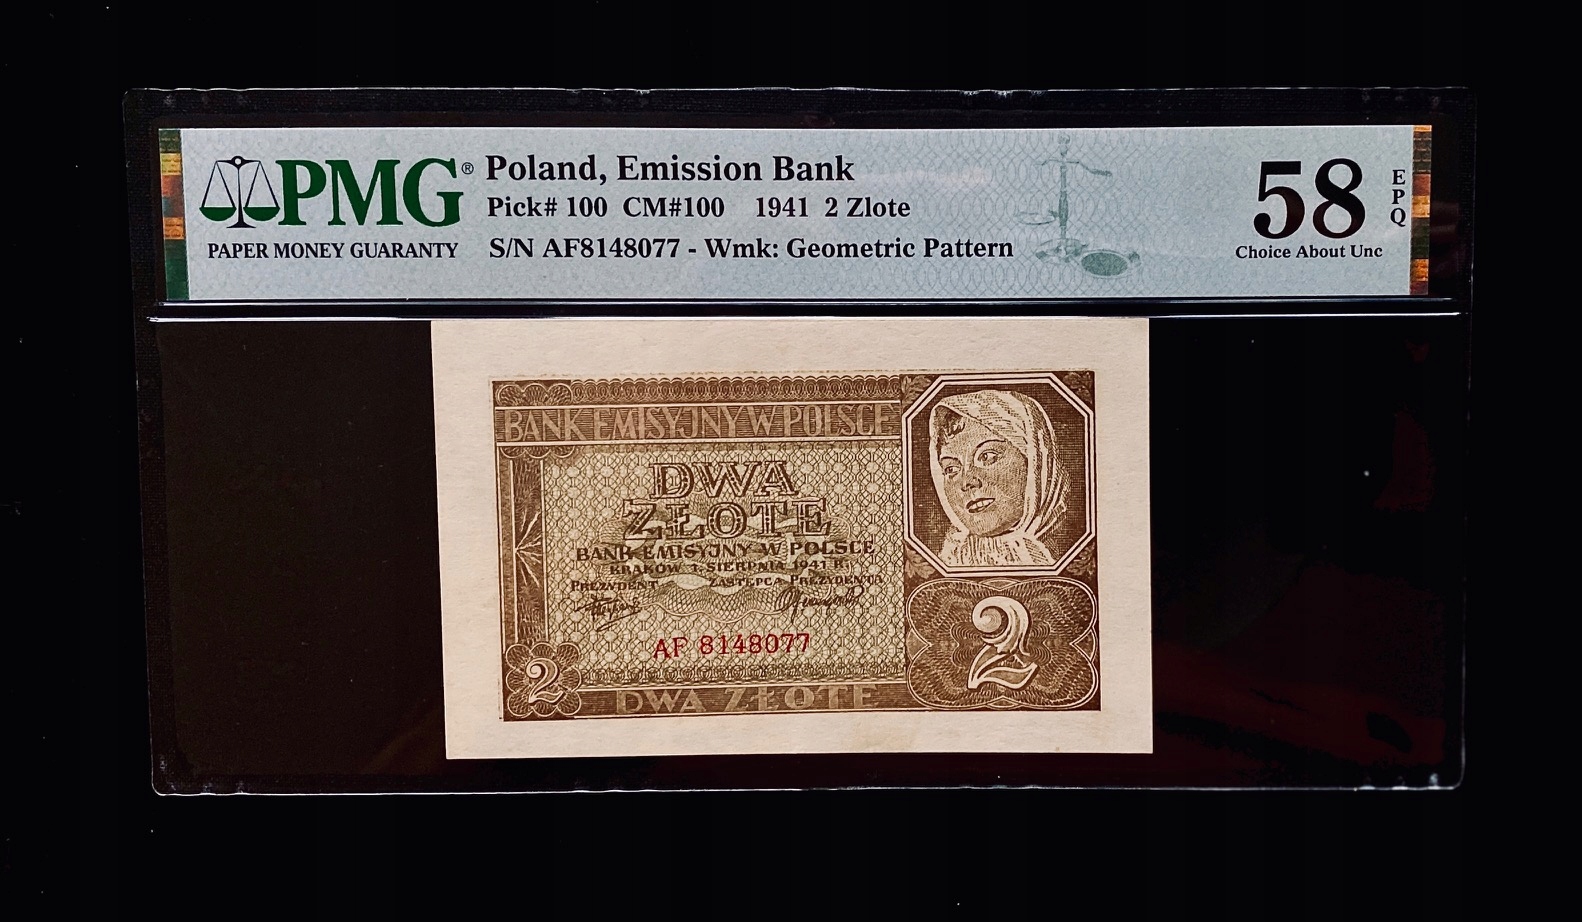 PMG®
PAPER MONEY GUARANTY
Poland, Emission Bank
Pick# 100 CM#100 1941 2 Zlote
S/N AF8148077 - Wmk: Geometric Pattern
58
EPQ
Choice About Unc
BANK EMISYJNY W POLSCE
DWA
ZŁOTE
BANK EMISYJNY W POLSCE
KRAKÓW 1. SIERPNIA 1941 R.
PREZYDENT ZASTĘPCA PREZYDENTA
AF 8148077
2
2
DWA ZŁOTE